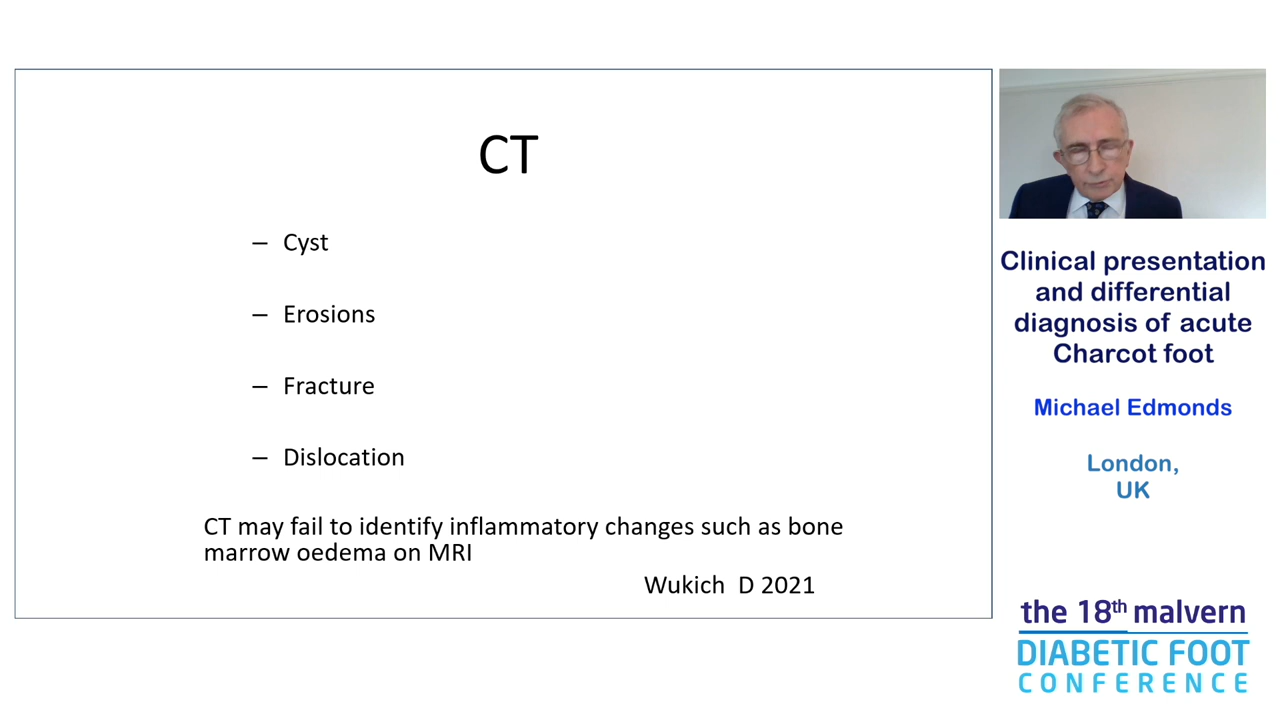 CT
– Cyst
– Erosions
– Fracture
– Dislocation
CT may fail to identify inflammatory changes such as bone
marrow oedema on MRI
Wukich D 2021
Clinical presentation
and differential
diagnosis of acute
Charcot foot
Michael Edmonds
London,
UK
the 18th malvern
DIABETIC FOOT
CONFERENCE